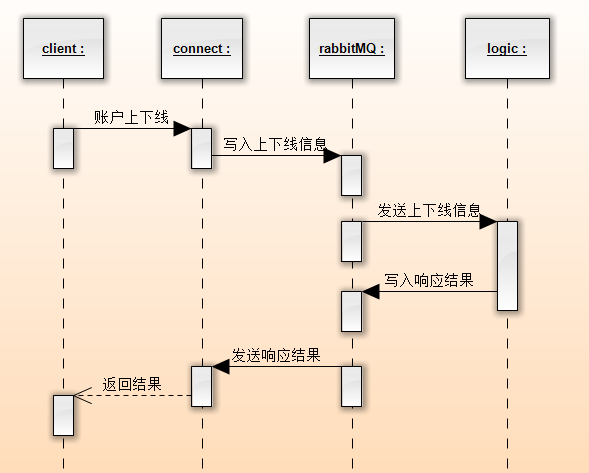 client :
connect :
rabbitMQ :
logic :
账户上下线
写入上下线信息
发送上下线信息
写入响应结果
发送响应结果
返回结果